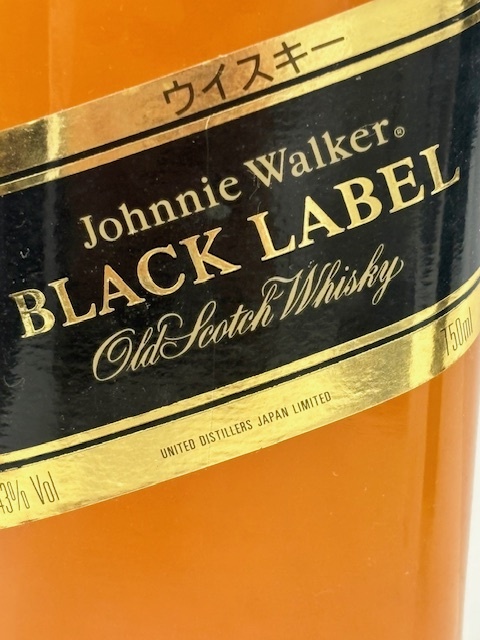 ウイスキー
Johnnie Walker®
BLACK LABEL
Old Scotch Whisky
750ml
UNITED DISTILLERS JAPAN LIMITED
43% Vol